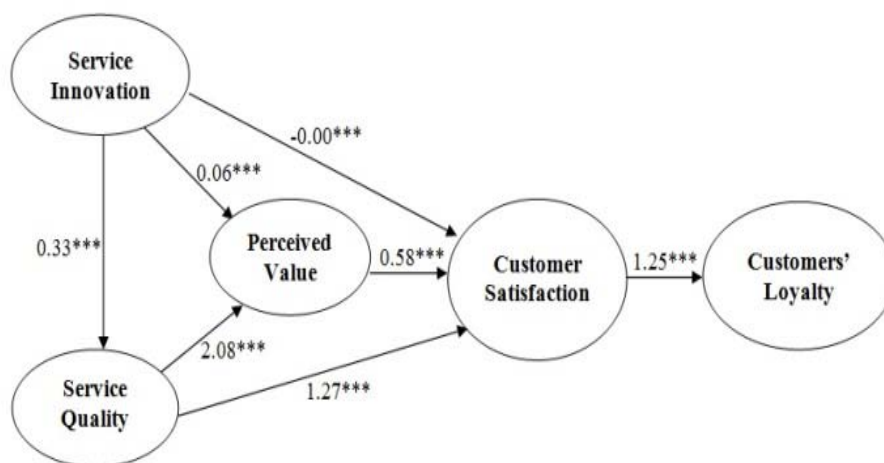 Service
Innovation
-0.00***
0.06***
0.33***
Perceived
Value
0.58***
Customer
Satisfaction
1.25***
Customers’
Loyalty
2.08***
Service
Quality
1.27***